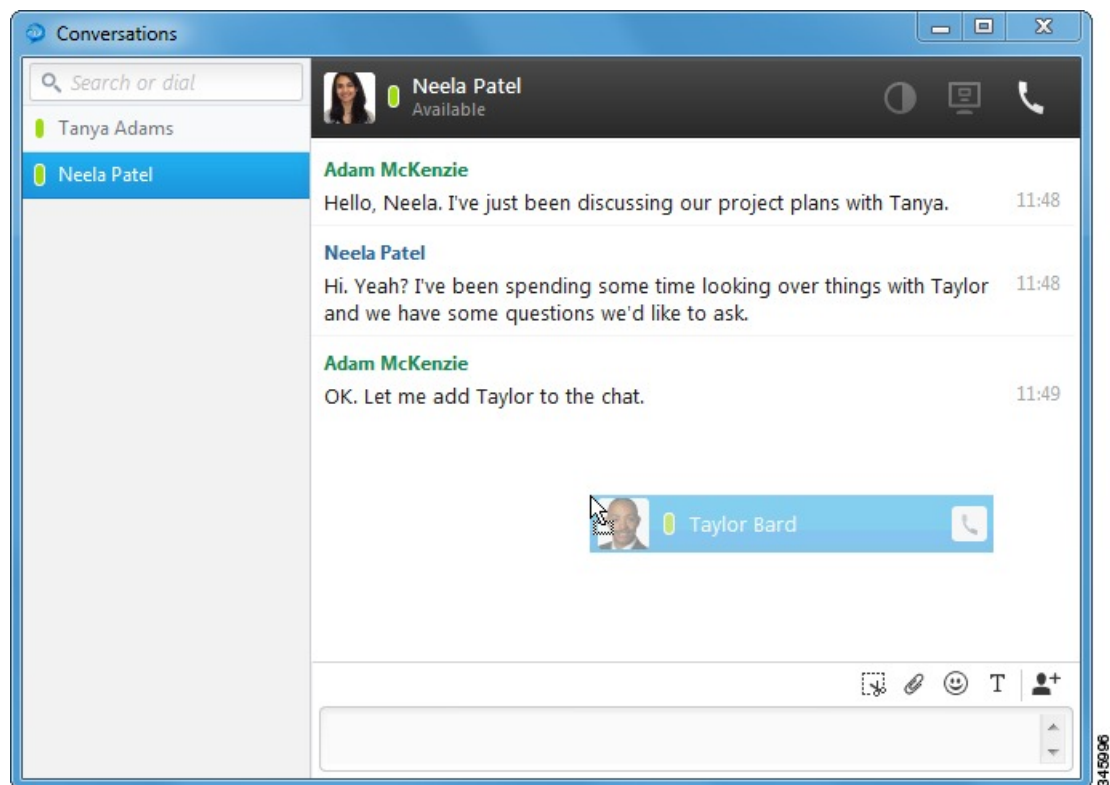 Conversations
Search or dial
Tanya Adams
Neela Patel
Neela Patel
Available
Adam McKenzie
Hello, Neela. I've just been discussing our project plans with Tanya. 11:48
Neela Patel
Hi. Yeah? I've been spending some time looking over things with Taylor 11:48
and we have some questions we'd like to ask.
Adam McKenzie
OK. Let me add Taylor to the chat. 11:49
Taylor Bard
T
345996